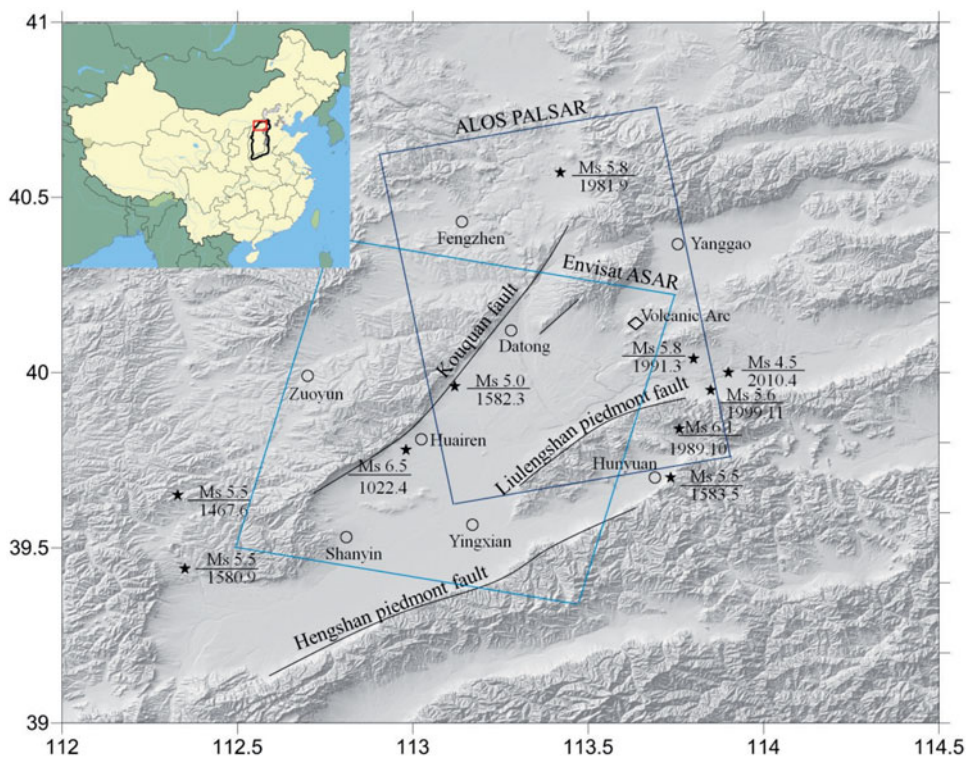 41
ALOS PALSAR
Ms 5.8
1981.9
40.5
Fengzhen
Yanggao
Envisat ASAR
Kouquan fault
Volcanic Arc
Datong
Ms 5.8
1991.3
40
Ms 4.5
2010.4
Zuoyun
Ms 5.0
1582.3
Ms 5.6
1999.11
Liulengshan piedmont fault
Huairen
1989.10
Ms 6.5
1022.4
Hunyuan
Ms 5.5
1583.5
Ms 5.5
1467.6
39.5
Shanyin
Yingxian
Ms 5.5
1580.9
Hengshan piedmont fault
39
112
112.5
113
113.5
114
114.5